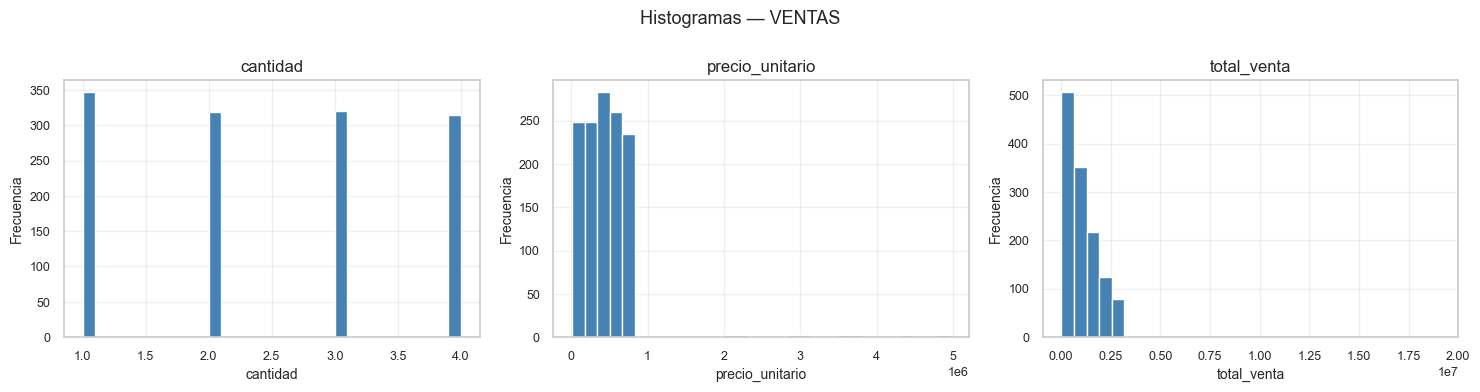 Histogramas — VENTAS
cantidad
Frecuencia
350
300
250
200
150
100
50
0
1.0 1.5 2.0 2.5 3.0 3.5 4.0
cantidad
precio_unitario
Frecuencia
250
200
150
100
50
0
0 1 2 3 4 5
1e6
precio_unitario
total_venta
Frecuencia
500
400
300
200
100
0
0.00 0.25 0.50 0.75 1.00 1.25 1.50 1.75 2.00
1e7
total_venta